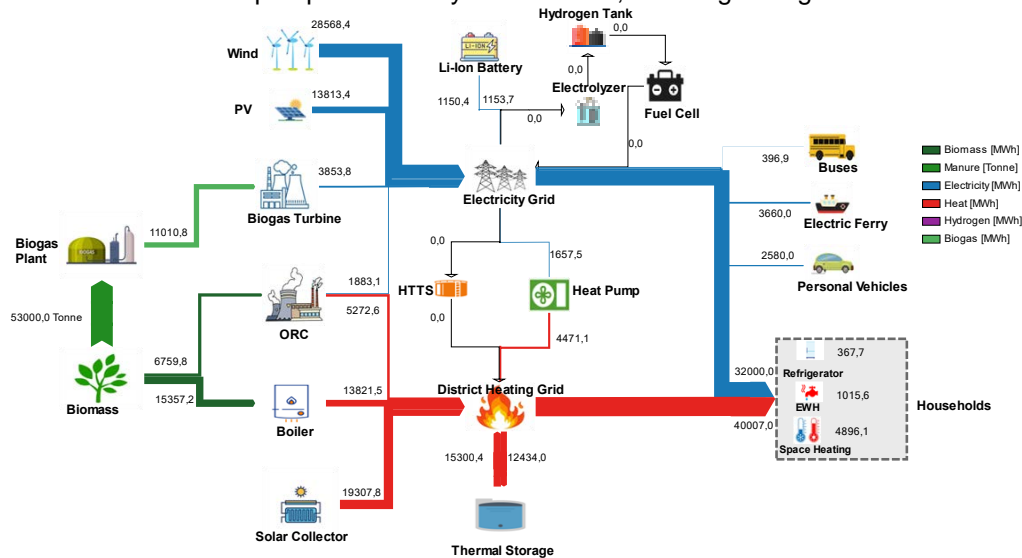 Hydrogen Tank
28568,4
0,0
Wind
Li-Ion Battery
0,0
Electrolyzer
13813,4
1150,4
1153,7
0,0
Fuel Cell
PV
0,0
396,9
Buses
Biomass [MWh]
Manure [Tonne]
Electricity [MWh]
Heat [MWh]
Hydrogen [MWh]
Biogas [MWh]
3853,8
Electricity Grid
Biogas Turbine
3660,0
Electric Ferry
Biogas
Plant
11010,8
0,0
1657,5
2580,0
Personal Vehicles
1883,1
HTTS
Heat Pump
5272,6
ORC
53000,0 Tonne
0,0
4471,1
6759,8
15357,2
Biomass
13821,5
Boiler
District Heating Grid
32000,0
40007,0
367,7
Refrigerator
1015,6
EWH
4896,1
Space Heating
Households
15300,4
12434,0
19307,8
Solar Collector
Thermal Storage